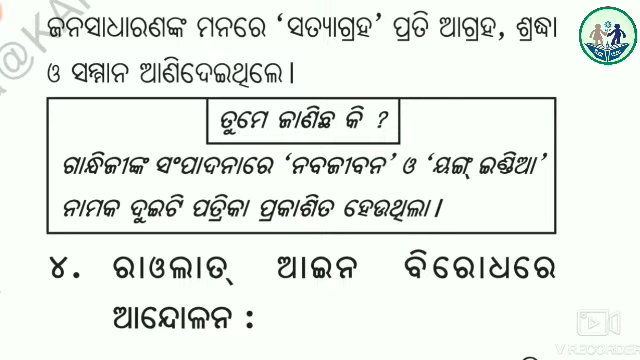 ଜନସାଧାରଣଙ୍କ ମନରେ ‘ସତ୍ୟାଗ୍ରହ’ ପ୍ରତି ଆଗ୍ରହ, ଶ୍ରଦ୍ଧା
ଓ ସମ୍ମାନ ଆଣିଦେଇଥିଲେ।
ତୁମେ ଜାଣିଛ କି ?
ଗାନ୍ଧିଜୀଙ୍କ ସଂପାଦନାରେ ‘ନବଜୀବନ’ ଓ ‘ୟଙ୍ଗ୍ ଇଣ୍ଡିଆ’
ନାମକ ଦୁଇଟି ପତ୍ରିକା ପ୍ରକାଶିତ ହେଉଥିଲା।
୪. ରାଓଲାଟ୍ ଆଇନ ବିରୋଧରେ
ଆନ୍ଦୋଳନ :
V RECORDER